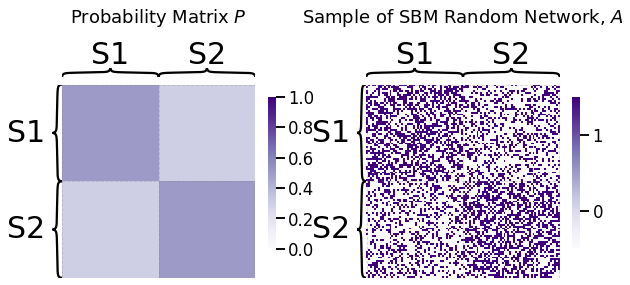 Probability Matrix P
S1
S2
S1
S2
1.0
0.8
0.6
0.4
0.2
0.0
Sample of SBM Random Network, A
S1
S2
S1
S2
1
0